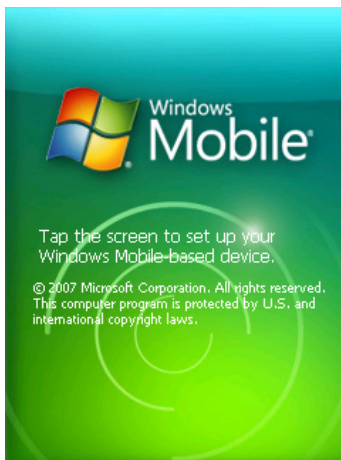 Windows
Mobile®
Tap the screen to set up your
Windows Mobile-based device.
© 2007 Microsoft Corporation. All rights reserved.
This computer program is protected by U.S. and
international copyright laws.